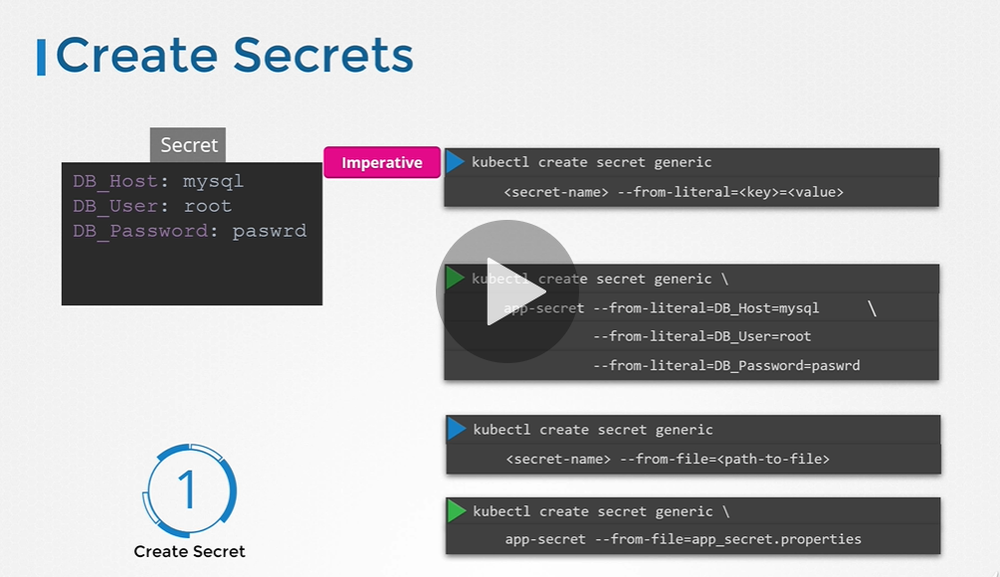 Create Secrets
Secret
DB_Host: mysql
DB_User: root
DB_Password: paswrd
Imperative
kubectl create secret generic
<secret-name> --from-literal=<key>=<value>
kubectl create secret generic \
app-secret --from-literal=DB_Host=mysql \
--from-literal=DB_User=root
--from-literal=DB_Password=paswrd
kubectl create secret generic
<secret-name> --from-file=<path-to-file>
kubectl create secret generic \
app-secret --from-file=app_secret.properties
1
Create Secret